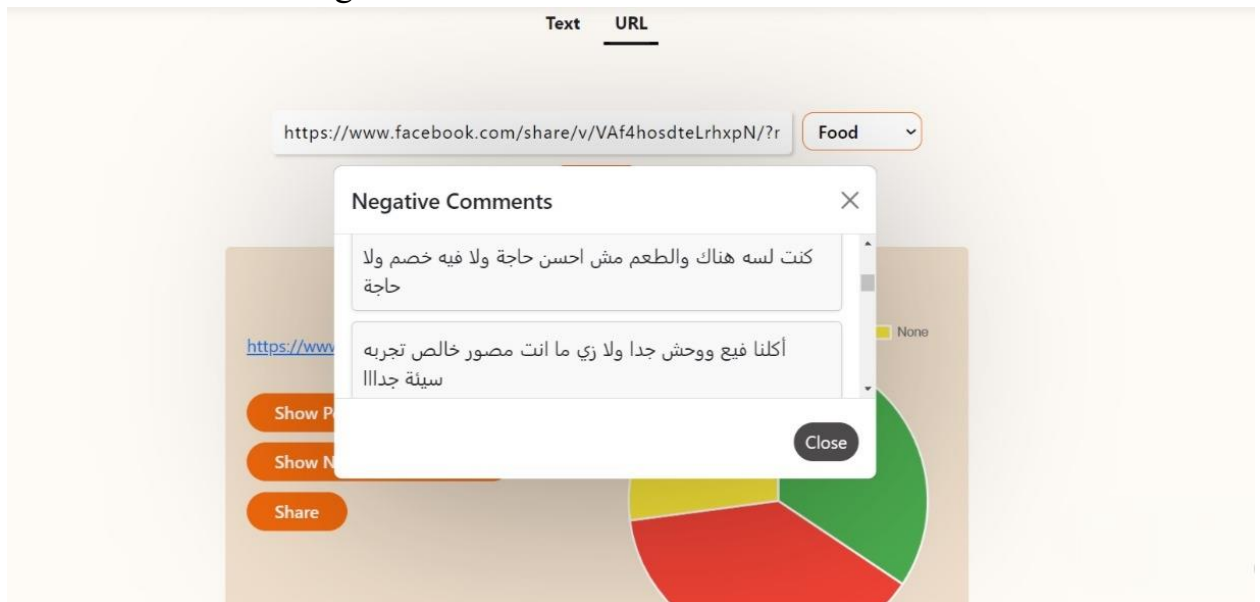 Text URL
https://www.facebook.com/share/v/VAf4hosdteLrhxpN/?r Food
Negative Comments
كنت لسه هناك والطعم مش احسن حاجة ولا فيه خصم ولا
حاجة
أكلنا فيع ووحش جدا ولا زي ما انت مصور خالص تجربه
سيئة جدااا
None
https://www
Show P
Show N
Close
Share